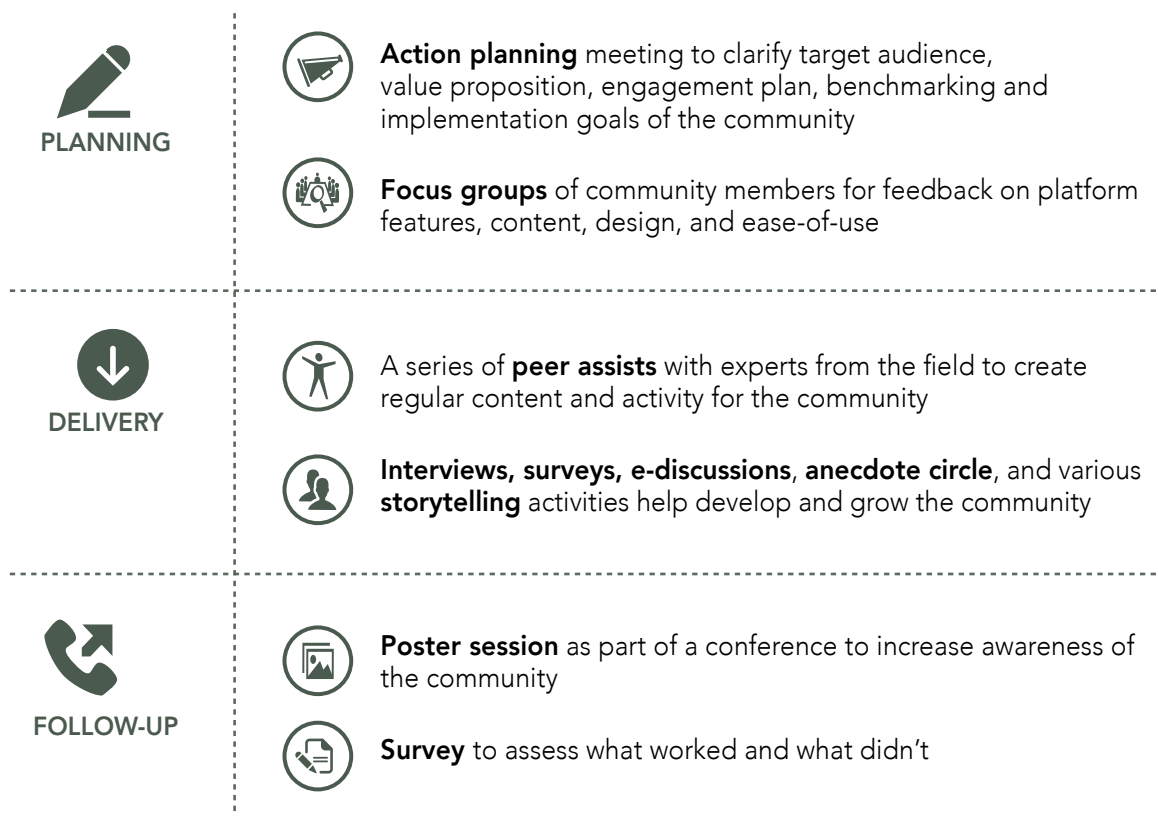 PLANNING
Action planning meeting to clarify target audience,
value proposition, engagement plan, benchmarking and
implementation goals of the community
Focus groups of community members for feedback on platform
features, content, design, and ease-of-use
DELIVERY
A series of peer assists with experts from the field to create
regular content and activity for the community
Interviews, surveys, e-discussions, anecdote circle, and various
storytelling activities help develop and grow the community
FOLLOW-UP
Poster session as part of a conference to increase awareness of
the community
Survey to assess what worked and what didn’t